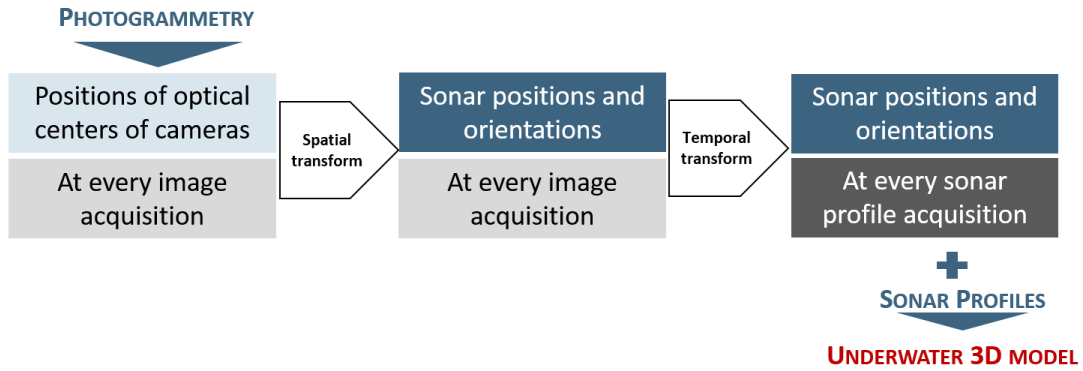 PHOTOGRAMMETRY
Positions of optical
centers of cameras
At every image
acquisition
Spatial
transform
Sonar positions and
orientations
At every image
acquisition
Temporal
transform
Sonar positions and
orientations
At every sonar
profile acquisition
SONAR PROFILES
UNDERWATER 3D MODEL